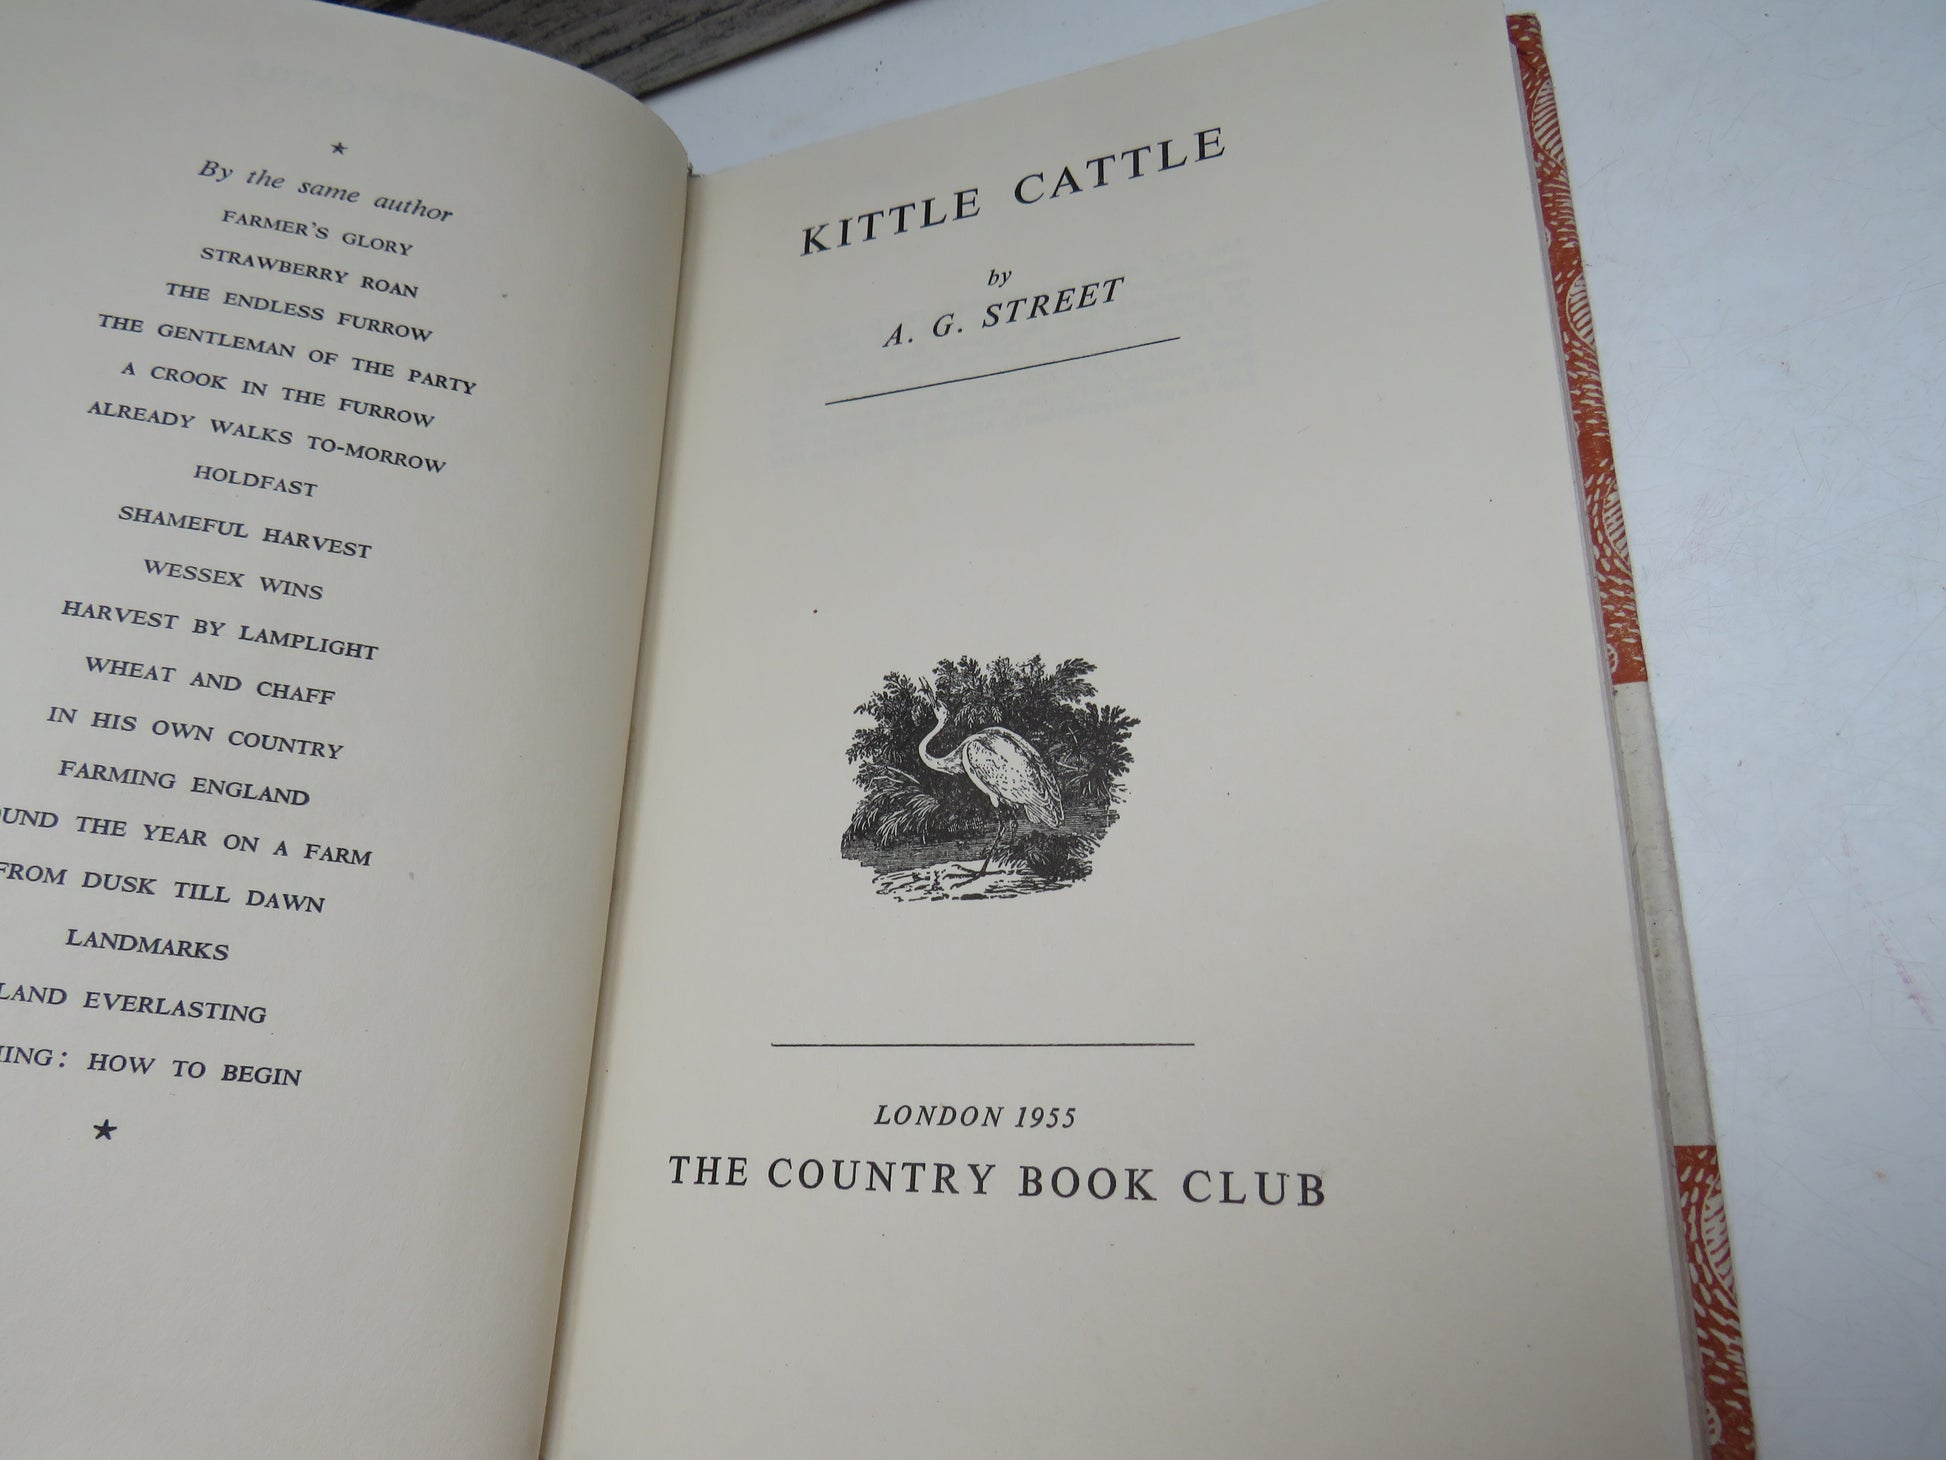 By the same author
FARMER'S GLORY
STRAWBERRY ROAN
THE ENDLESS FURROW
THE GENTLEMAN OF THE PARTY
A CROOK IN THE FURROW
ALREADY WALKS TO-MORROW
HOLDFAST
SHAMEFUL HARVEST
WESSEX WINS
HARVEST BY LAMPLIGHT
WHEAT AND CHAFF
IN HIS OWN COUNTRY
FARMING ENGLAND
THE YEAR ON A FARM
FROM DUSK TILL DAWN
LANDMARKS
LAND EVERLASTING
HOW TO BEGIN
KITTLE CATTLE
by
A. G. STREET
LONDON 1955
THE COUNTRY BOOK CLUB